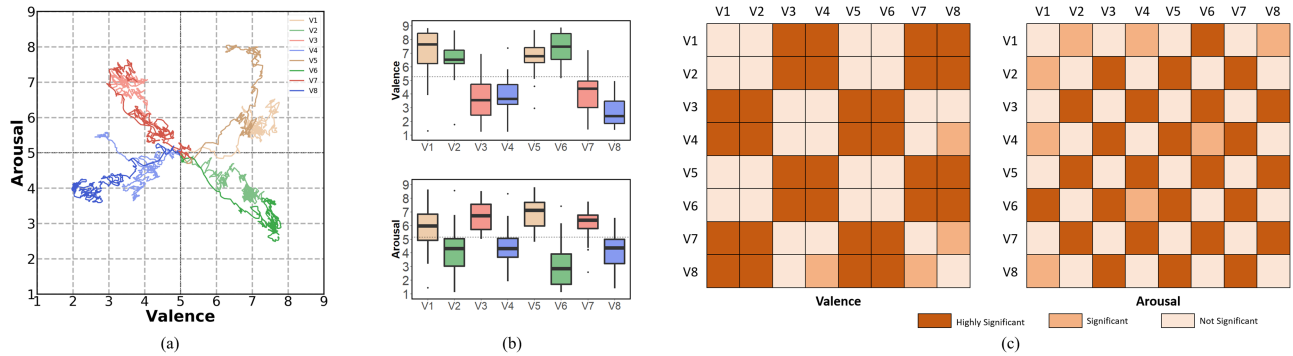 9
8
7
6
5
4
3
2
1
Arousal
1 2 3 4 5 6 7 8 9
Valence
V1
V2
V3
V4
V5
V6
V7
V8
(a)
Valence
9
8
7
6
5
4
3
2
1
V1 V2 V3 V4 V5 V6 V7 V8
Arousal
9
8
7
6
5
4
3
2
1
V1 V2 V3 V4 V5 V6 V7 V8
(b)
V1 V2 V3 V4 V5 V6 V7 V8
V1
V2
V3
V4
V5
V6
V7
V8
Valence
V1 V2 V3 V4 V5 V6 V7 V8
V1
V2
V3
V4
V5
V6
V7
V8
Arousal
Highly Significant
Significant
Not Significant
(c)